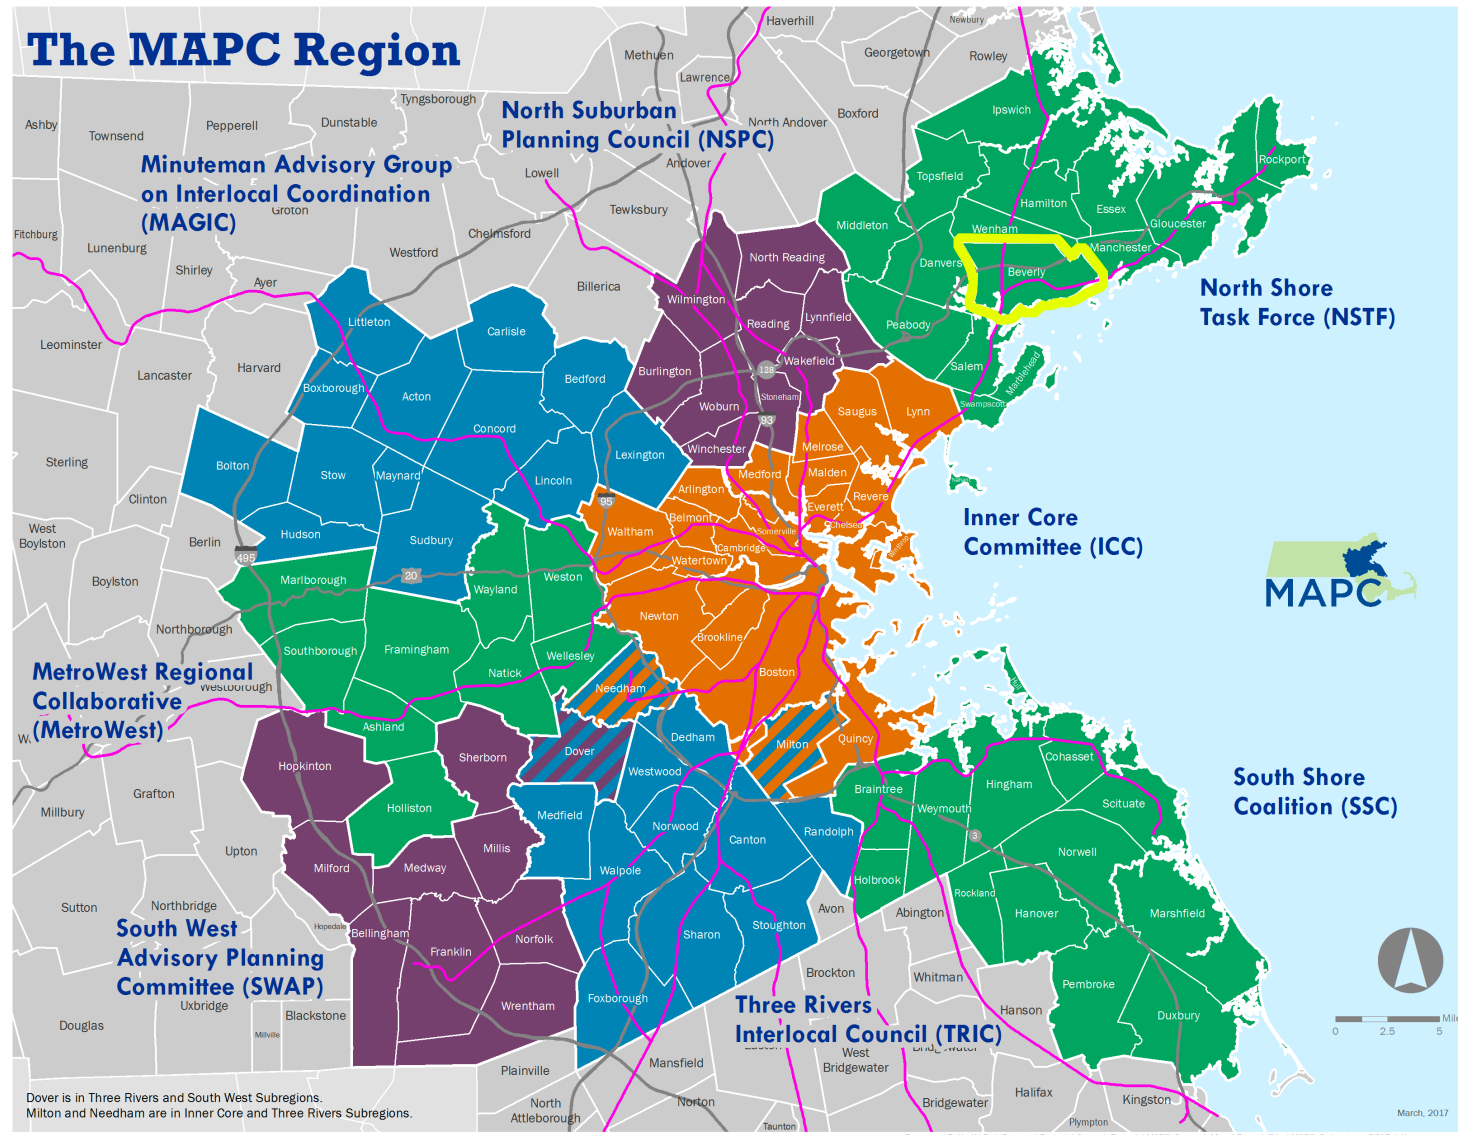 The MAPC Region
Haverhill
Newbury
Methuen
Georgetown
Rowley
Lawrence
Tyngsborough
North Suburban
Planning Council (NSPC)
Boxford
Ipswich
Ashby
Townsend
Pepperell
Dunstable
North Andover
Minuteman Advisory Group
on Interlocal Coordination
(MAGIC)
Andover
Rockport
Lowell
Topsfield
Groton
Tewksbury
Hamilton
Essex
Gloucester
Middleton
Wenham
Fitchburg
Lunenburg
Chelmsford
Westford
Manchester
North Reading
Danvers
Beverly
Shirley
Ayer
Billerica
Wilmington
North Shore
Task Force (NSTF)
Littleton
Carlisle
Reading
Lynnfield
Peabody
Leominster
Harvard
Lancaster
Burlington
Wakefield
128
Salem
Marblehead
Bedford
Boxborough
Acton
Stoneham
Woburn
Swampscott
Saugus
Lynn
93
Concord
Winchester
Melrose
Lexington
Sterling
Bolton
Stow
Maynard
Lincoln
Medford
Malden
Arlington
Clinton
95
Revere
Everett
Inner Core
Committee (ICC)
West
Boylston
Berlin
Hudson
Sudbury
Waltham
Belmont
Somerville
Chelsea
Cambridge
Winthrop
495
Watertown
MAPC
Boylston
Marlborough
20
Wayland
Weston
Newton
Northborough
Brookline
Southborough
Framingham
Wellesley
Natick
MetroWest Regional
Collaborative
(MetroWest)
Westborough
Boston
Needham
Hull
Ashland
Dedham
Milton
Quincy
Hopkinton
Sherborn
Dover
Westwood
Cohasset
South Shore
Coalition (SSC)
Hingham
Braintree
Weymouth
Scituate
Grafton
Millbury
Holliston
Medfield
Norwood
Canton
Randolph
3
Upton
Millis
Milford
Medway
Walpole
Norwell
Holbrook
Rockland
Sutton
Northbridge
Hopedale
Avon
Abington
Hanover
Marshfield
South West
Advisory Planning
Committee (SWAP)
Bellingham
Franklin
Norfolk
Sharon
Stoughton
Brockton
Whitman
Pembroke
Uxbridge
Wrentham
Foxborough
Three Rivers
Interlocal Council (TRIC)
Hanson
Duxbury
Douglas
Millville
Blackstone
0 2.5 5
Easton
Bridgewater
West
Bridgewater
Plainville
Mansfield
Halifax
Kingston
Dover is in Three Rivers and South West Subregions.
Milton and Needham are in Inner Core and Three Rivers Subregions.
North
Attleborough
Norton
Bridgewater
Plympton
Taunton
March, 2017